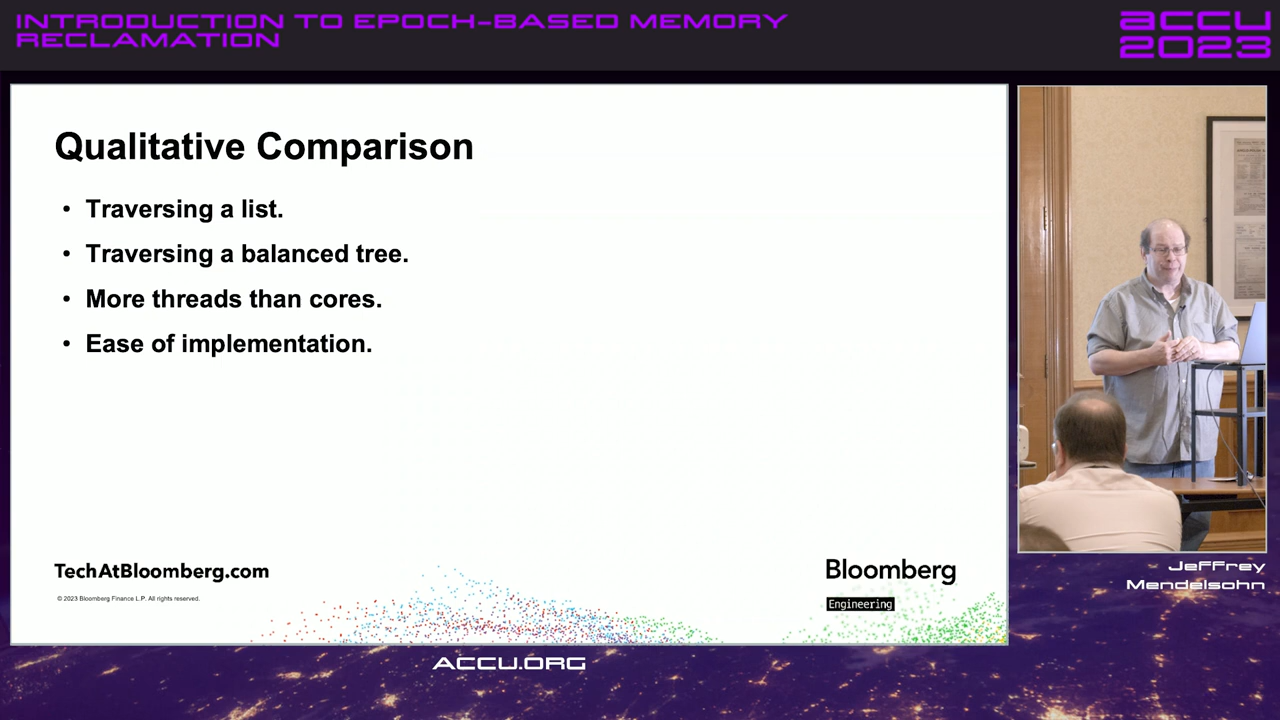 INTRODUCTION TO EPOCH-BASED MEMORY
RECLAMATION
ACCU
2023
Qualitative Comparison
• Traversing a list.
• Traversing a balanced tree.
• More threads than cores.
• Ease of implementation.
TechAtBloomberg.com
© 2023 Bloomberg Finance L.P. All rights reserved.
Bloomberg
Engineering
Jeffrey
Mendelsohn
ACCU.ORG